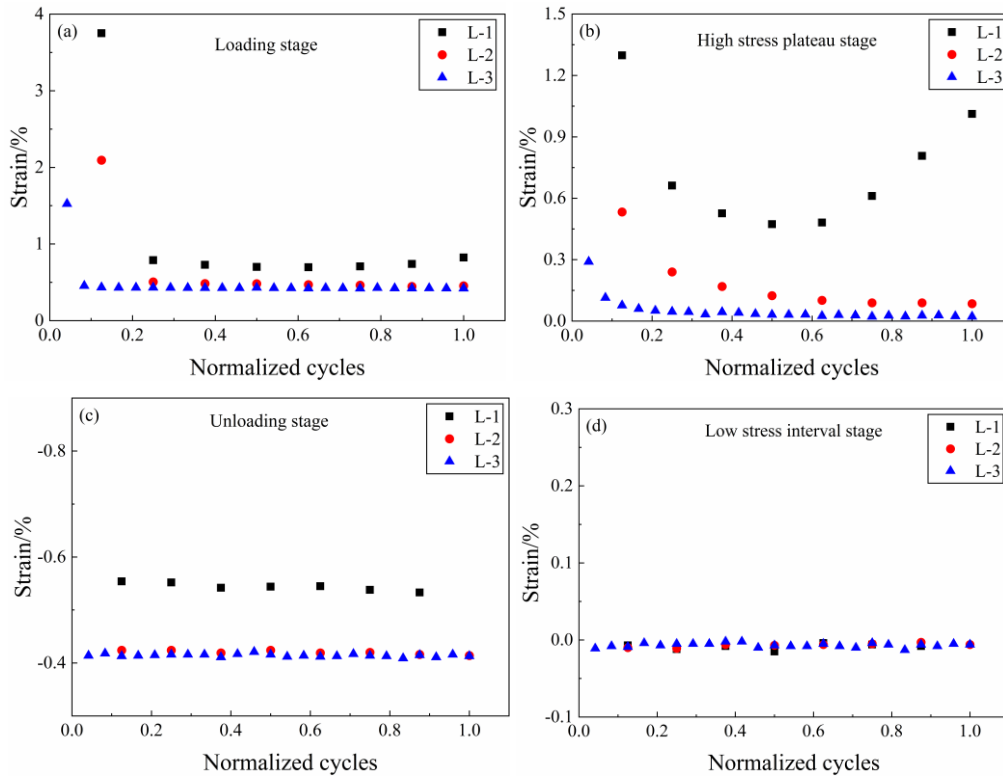 (a)
Loading stage
L-1
L-2
L-3
4
3
2
1
0
Strain/%
0.0 0.2 0.4 0.6 0.8 1.0
Normalized cycles
(b)
High stress plateau stage
L-1
L-2
L-3
1.5
1.2
0.9
0.6
0.3
0.0
Strain/%
0.0 0.2 0.4 0.6 0.8 1.0
Normalized cycles
(c)
Unloading stage
L-1
L-2
L-3
-0.8
-0.6
-0.4
Strain/%
0.0 0.2 0.4 0.6 0.8 1.0
Normalized cycles
(d)
Low stress interval stage
L-1
L-2
L-3
0.3
0.2
0.1
0.0
-0.1
Strain/%
0.0 0.2 0.4 0.6 0.8 1.0
Normalized cycles